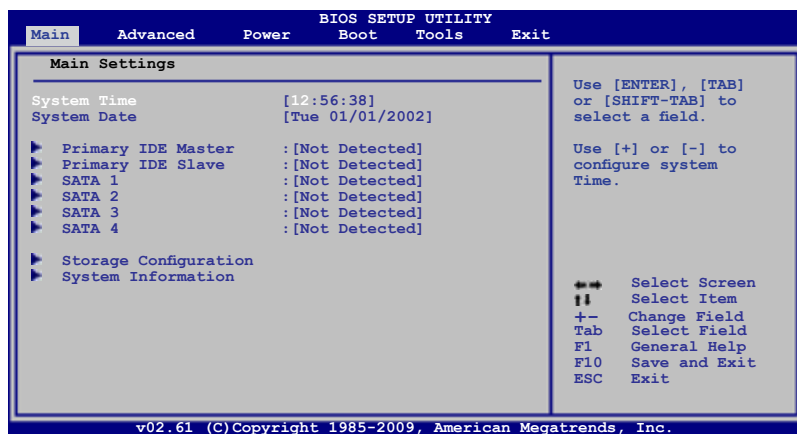 BIOS SETUP UTILITY
Main Advanced Power Boot Tools Exit
Main Settings
System Time [12:56:38]
System Date [Tue 01/01/2002]
Primary IDE Master :[Not Detected]
Primary IDE Slave :[Not Detected]
SATA 1 :[Not Detected]
SATA 2 :[Not Detected]
SATA 3 :[Not Detected]
SATA 4 :[Not Detected]
Storage Configuration
System Information
Use [ENTER], [TAB]
or [SHIFT-TAB] to
select a field.
Use [+] or [-] to
configure system
Time.
Select Screen
Select Item
+- Change Field
Tab Select Field
F1 General Help
F10 Save and Exit
ESC Exit
v02.61 (C)Copyright 1985-2009, American Megatrends, Inc.